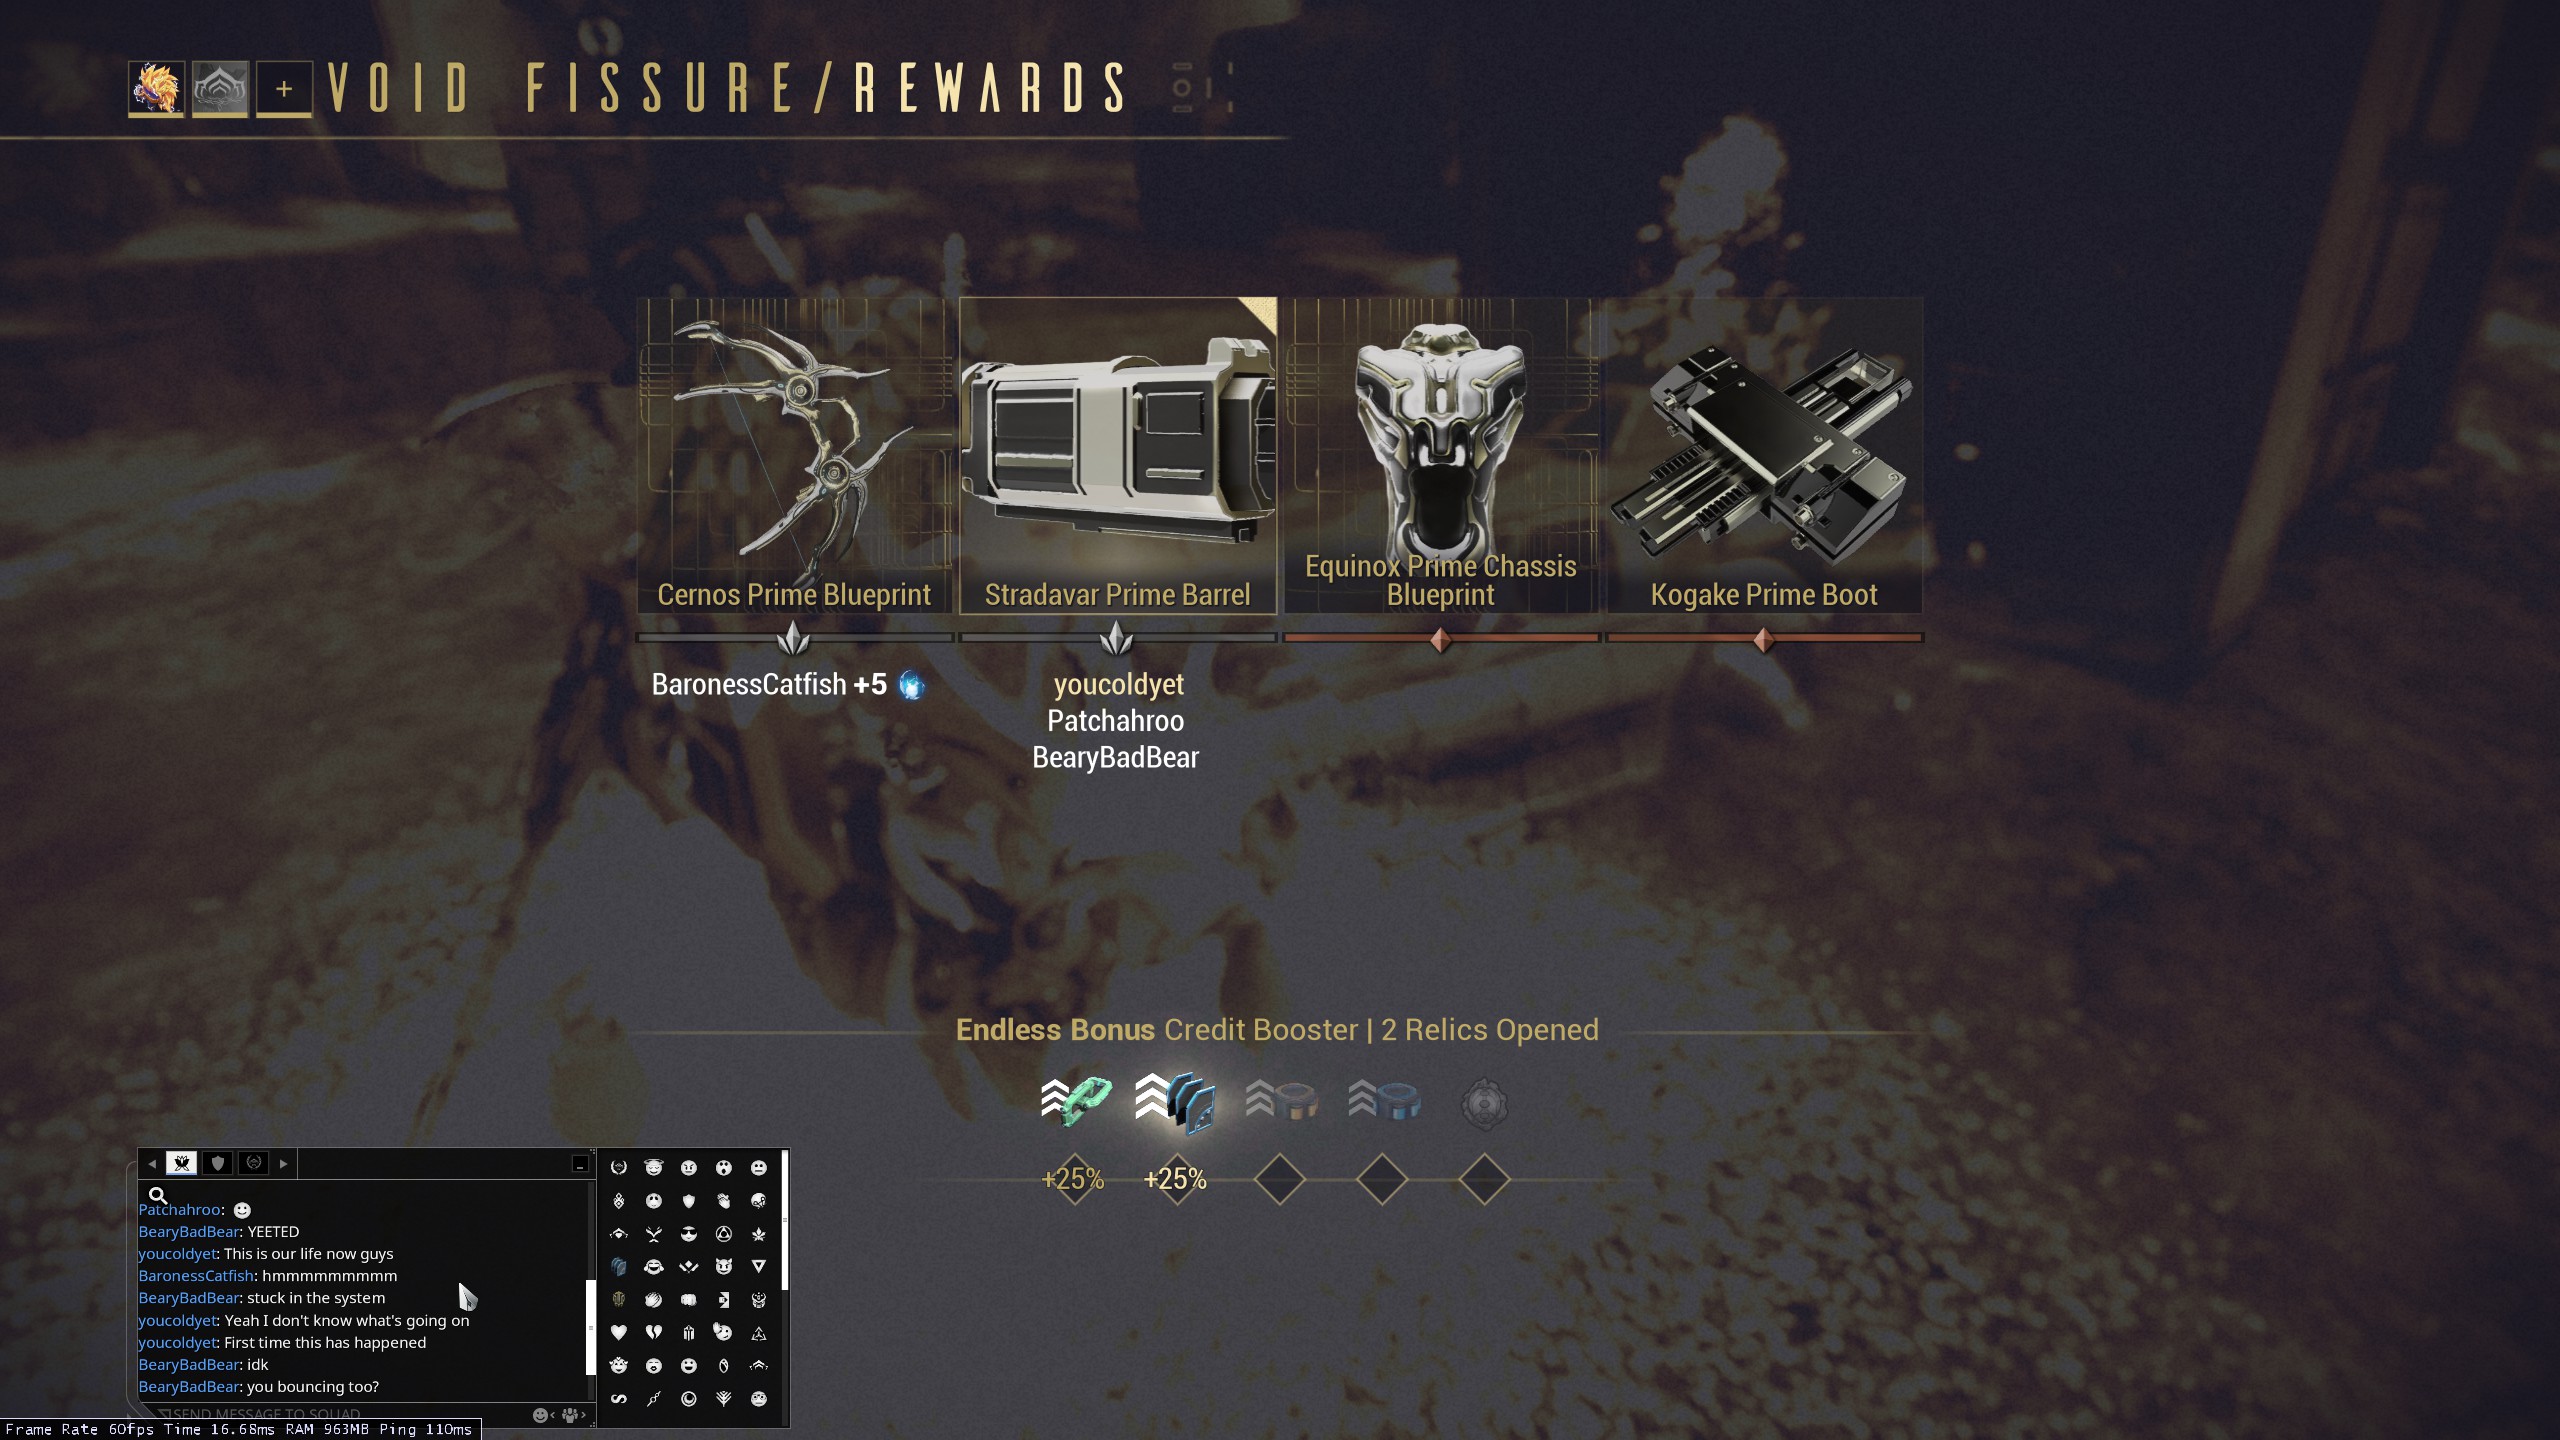 VOID FISSURE/REWARDS
Cernos Prime Blueprint
Stradavar Prime Barrel
Equinox Prime Chassis
Blueprint
Kogake Prime Boot
BaronessCatfish +5
youcoldyet
Patchahroo
BearyBadBear
Endless Bonus Credit Booster | 2 Relics Opened
+25%
+25%
Patchahroo:
BearyBadBear: YEETED
youcoldyet: This is our life now guys
BaronessCatfish: hmmmmmmmmm
BearyBadBear: stuck in the system
youcoldyet: Yeah I don't know what's going on
youcoldyet: First time this has happened
BearyBadBear: idk
BearyBadBear: you bouncing too?
SEND MESSAGE TO SQUAD
Frame Rate 60fps Time 16.68ms RAM 963MB Ping 110ms